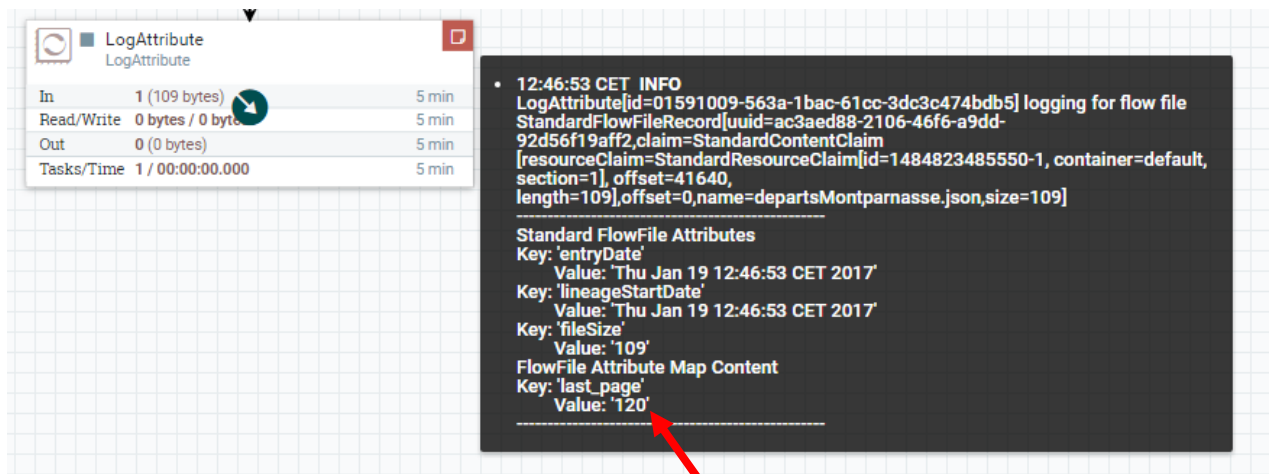 LogAttribute
LogAttribute
In 1 (109 bytes) 5 min
Read/Write 0 bytes / 0 byte 5 min
Out 0 (0 bytes) 5 min
Tasks/Time 1 / 00:00:00.000 5 min
• 12:46:53 CET INFO
LogAttribute[id=01591009-563a-1bac-61cc-3dc3c474bdb5] logging for flow file
StandardFlowFileRecord[uuid=ac3aed88-2106-46f6-a9dd-
92d56f19aff2,claim=StandardContentClaim
[resourceClaim=StandardResourceClaim[id=1484823485550-1, container=default,
section=1], offset=41640,
length=109],offset=0,name=departsMontparnasse.json,size=109]
--------------------------------------------------
Standard FlowFile Attributes
Key: 'entryDate'
Value: 'Thu Jan 19 12:46:53 CET 2017'
Key: 'lineageStartDate'
Value: 'Thu Jan 19 12:46:53 CET 2017'
Key: 'fileSize'
Value: '109'
FlowFile Attribute Map Content
Key: 'last_page'
Value: '120'
--------------------------------------------------